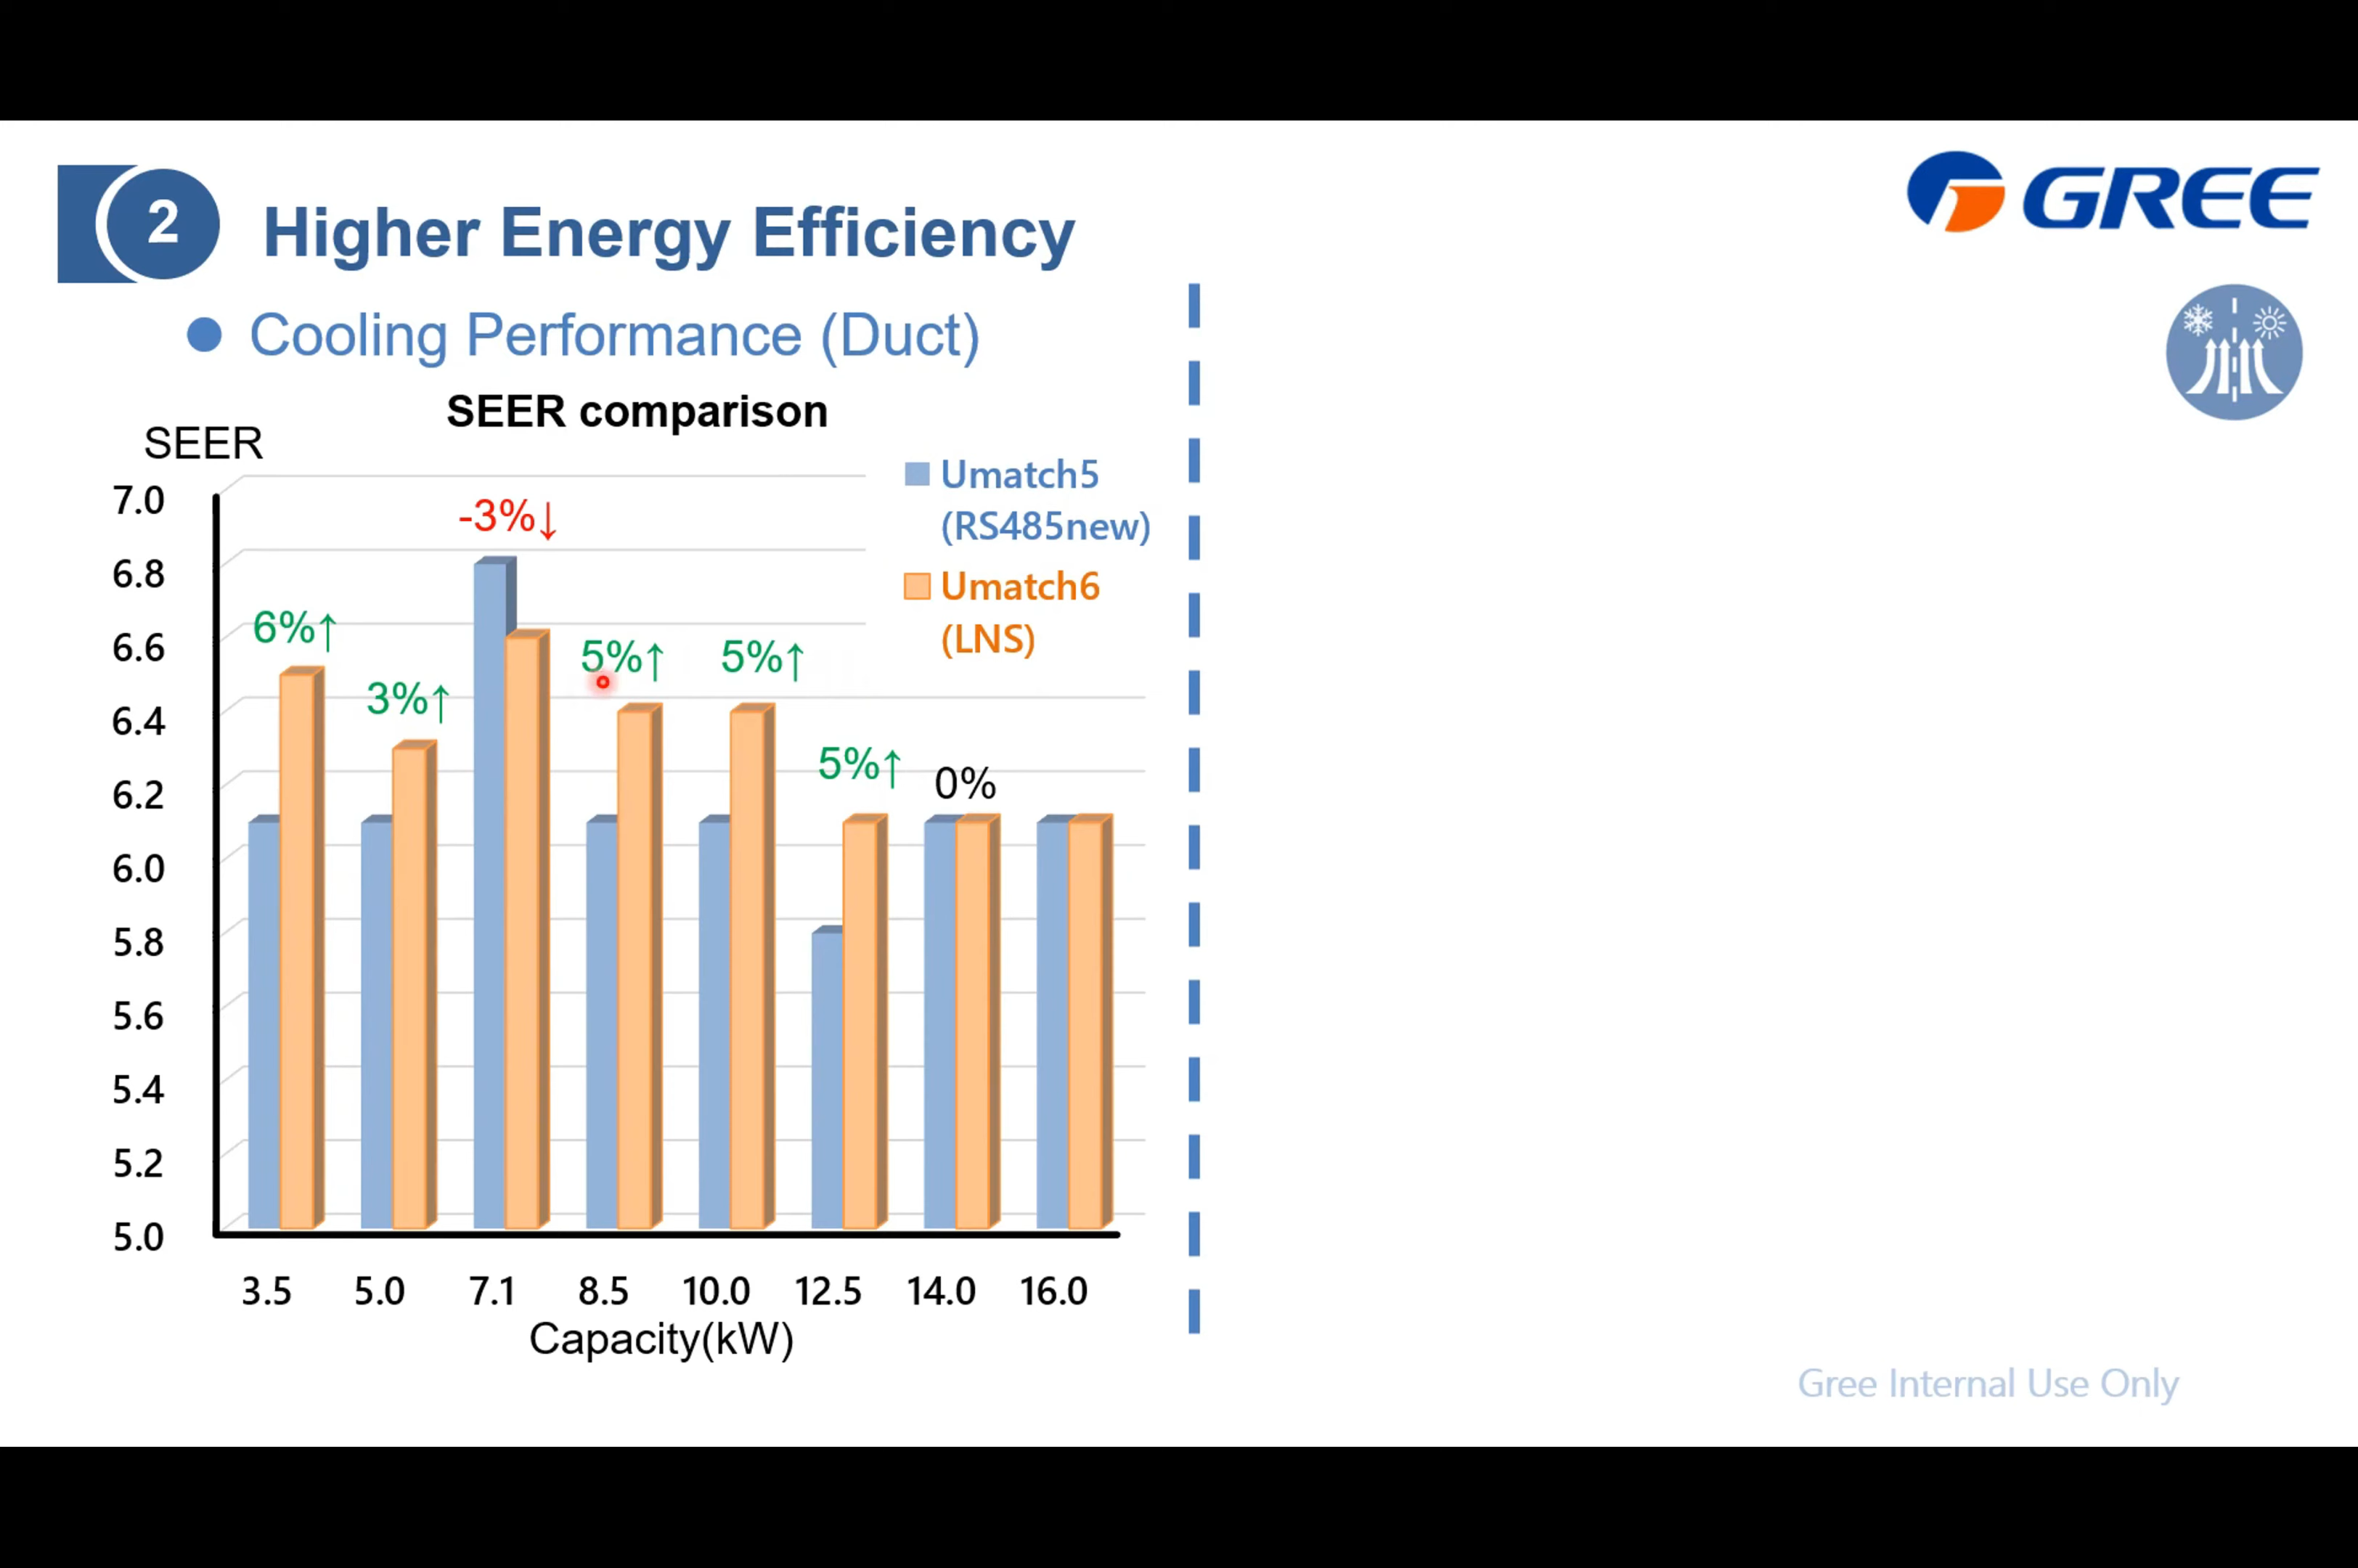 2
Higher Energy Efficiency
GREE
Cooling Performance (Duct)
SEER comparison
SEER
Umatch5
(RS485new)
Umatch6
(LNS)
7.0
6.8
6.6
6.4
6.2
6.0
5.8
5.6
5.4
5.2
5.0
6%↑
3%↑
-3%↓
5%↑
5%↑
5%↑
0%
3.5 5.0 7.1 8.5 10.0 12.5 14.0 16.0
Capacity(kW)
Gree Internal Use Only